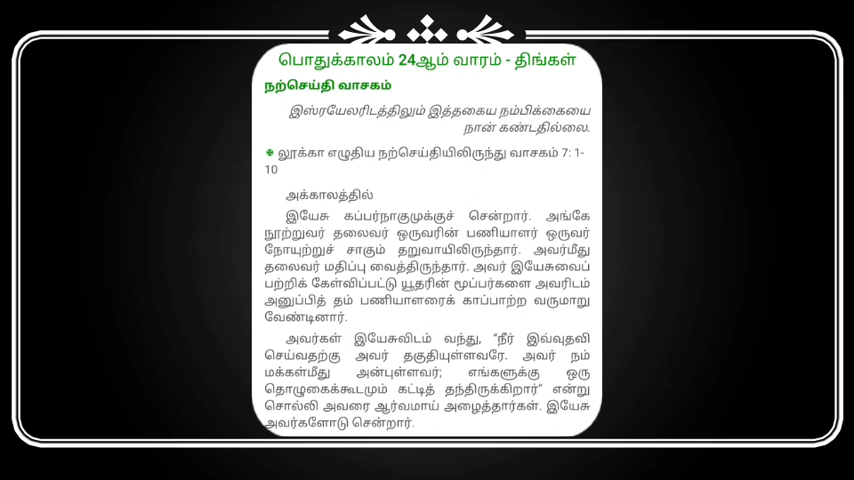 பொதுக்காலம் 24ஆம் வாரம் - திங்கள்
நற்செய்தி வாசகம்
இஸ்ரயேலரிடத்திலும் இத்தகைய நம்பிக்கையை
நான் கண்டதில்லை.
✠ லூக்கா எழுதிய நற்செய்தியிலிருந்து வாசகம் 7: 1-
10
அக்காலத்தில்
இயேசு கப்பர்நாகுமுக்குச் சென்றார். அங்கே
நூற்றுவர் தலைவர் ஒருவரின் பணியாளர் ஒருவர்
நோயுற்றுச் சாகும் தறுவாயிலிருந்தார். அவர்மீது
தலைவர் மதிப்பு வைத்திருந்தார். அவர் இயேசுவைப்
பற்றிக் கேள்விப்பட்டு யூதரின் மூப்பர்களை அவரிடம்
அனுப்பித் தம் பணியாளரைக் காப்பாற்ற வருமாறு
வேண்டினார்.
அவர்கள் இயேசுவிடம் வந்து, “நீர் இவ்வுதவி
செய்வதற்கு அவர் தகுதியுள்ளவரே. அவர் நம்
மக்கள்மீது அன்புள்ளவர்; எங்களுக்கு ஒரு
தொழுகைக்கூடமும் கட்டித் தந்திருக்கிறார்” என்று
சொல்லி அவரை ஆர்வமாய் அழைத்தார்கள். இயேசு
அவர்களோடு சென்றார்.